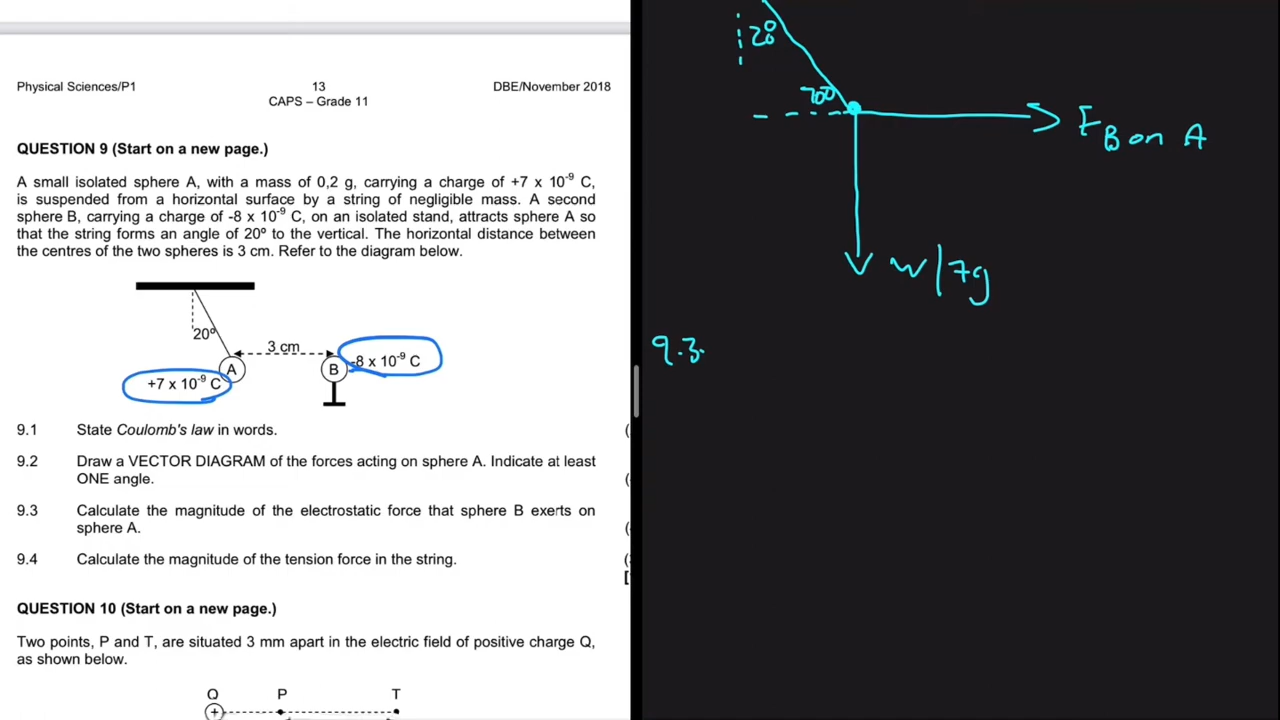 Physical Sciences/P1 13 DBE/November 2018
CAPS – Grade 11
QUESTION 9 (Start on a new page.)
A small isolated sphere A, with a mass of 0,2 g, carrying a charge of +7 x 10⁻⁹ C,
is suspended from a horizontal surface by a string of negligible mass. A second
sphere B, carrying a charge of -8 x 10⁻⁹ C, on an isolated stand, attracts sphere A so
that the string forms an angle of 20º to the vertical. The horizontal distance between
the centres of the two spheres is 3 cm. Refer to the diagram below.
20º
3 cm
A
B
-8 x 10⁻⁹ C
+7 x 10⁻⁹ C
9.1 State Coulomb's law in words. (
9.2 Draw a VECTOR DIAGRAM of the forces acting on sphere A. Indicate at least
ONE angle. (
9.3 Calculate the magnitude of the electrostatic force that sphere B exerts on
sphere A. (
9.4 Calculate the magnitude of the tension force in the string.
[
QUESTION 10 (Start on a new page.)
Two points, P and T, are situated 3 mm apart in the electric field of positive charge Q,
as shown below.
Q P T
+
20º
70º
F B on A
w/Fg
9.3.